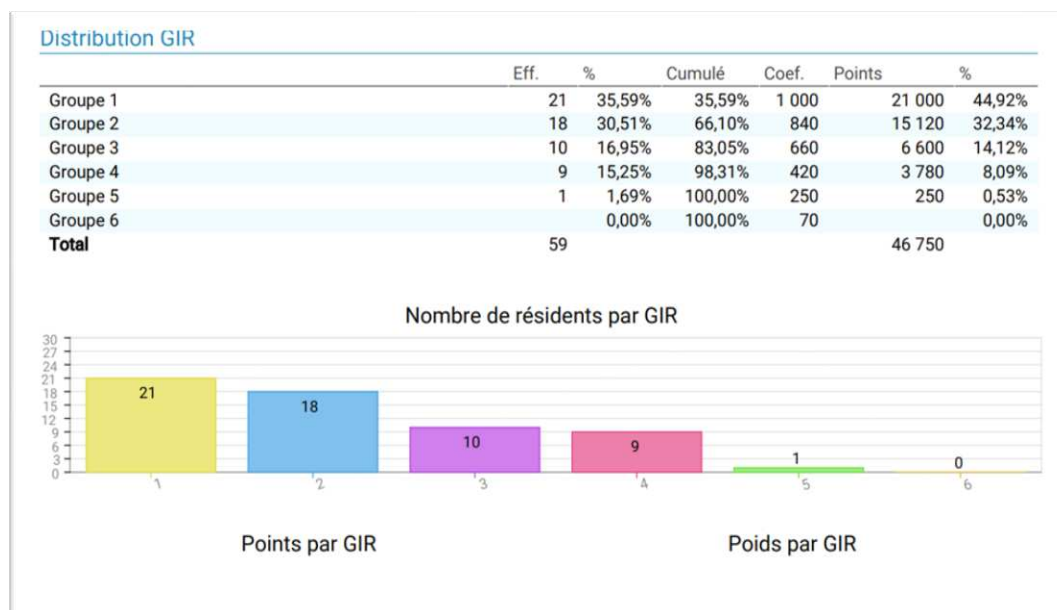 Distribution GIR
Eff. % Cumulé Coef. Points %
Groupe 1 21 35,59% 35,59% 1 000 21 000 44,92%
Groupe 2 18 30,51% 66,10% 840 15 120 32,34%
Groupe 3 10 16,95% 83,05% 660 6 600 14,12%
Groupe 4 9 15,25% 98,31% 420 3 780 8,09%
Groupe 5 1 1,69% 100,00% 250 250 0,53%
Groupe 6 0,00% 100,00% 70 0,00%
Total 59 46 750
Nombre de résidents par GIR
30
27
24
21
18
15
12
9
6
3
0
21
18
10
9
1
0
1 2 3 4 5 6
Points par GIR Poids par GIR